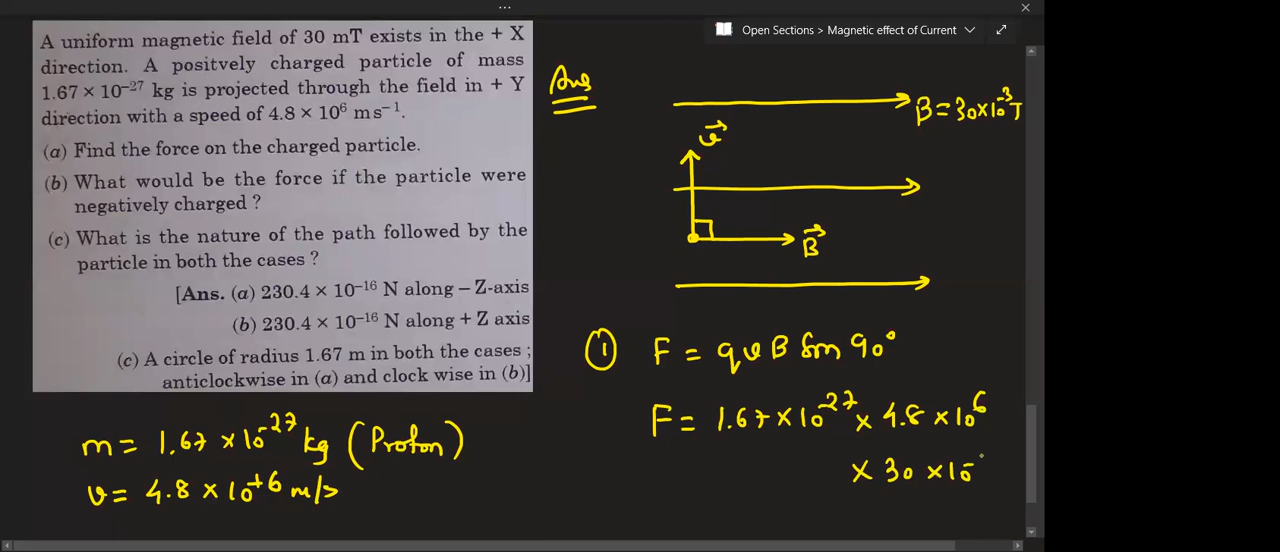 ...
Open Sections > Magnetic effect of Current
A uniform magnetic field of 30 mT exists in the + X
direction. A positvely charged particle of mass
1.67 × 10⁻²⁷ kg is projected through the field in + Y
direction with a speed of 4.8 × 10⁶ ms⁻¹.
(a) Find the force on the charged particle.
(b) What would be the force if the particle were
negatively charged ?
(c) What is the nature of the path followed by the
particle in both the cases ?
[Ans. (a) 230.4 × 10⁻¹⁶ N along – Z-axis
(b) 230.4 × 10⁻¹⁶ N along + Z axis
(c) A circle of radius 1.67 m in both the cases ;
anticlockwise in (a) and clock wise in (b)]
m = 1.67 × 10⁻²⁷ kg (Proton)
v = 4.8 × 10⁺⁶ m/s
Ans
B = 30×10⁻³T
v⃗
B⃗
① F = qvB Sin 90°
F = 1.67 × 10⁻²⁷ × 4.8 × 10⁶
× 30 × 10⁻